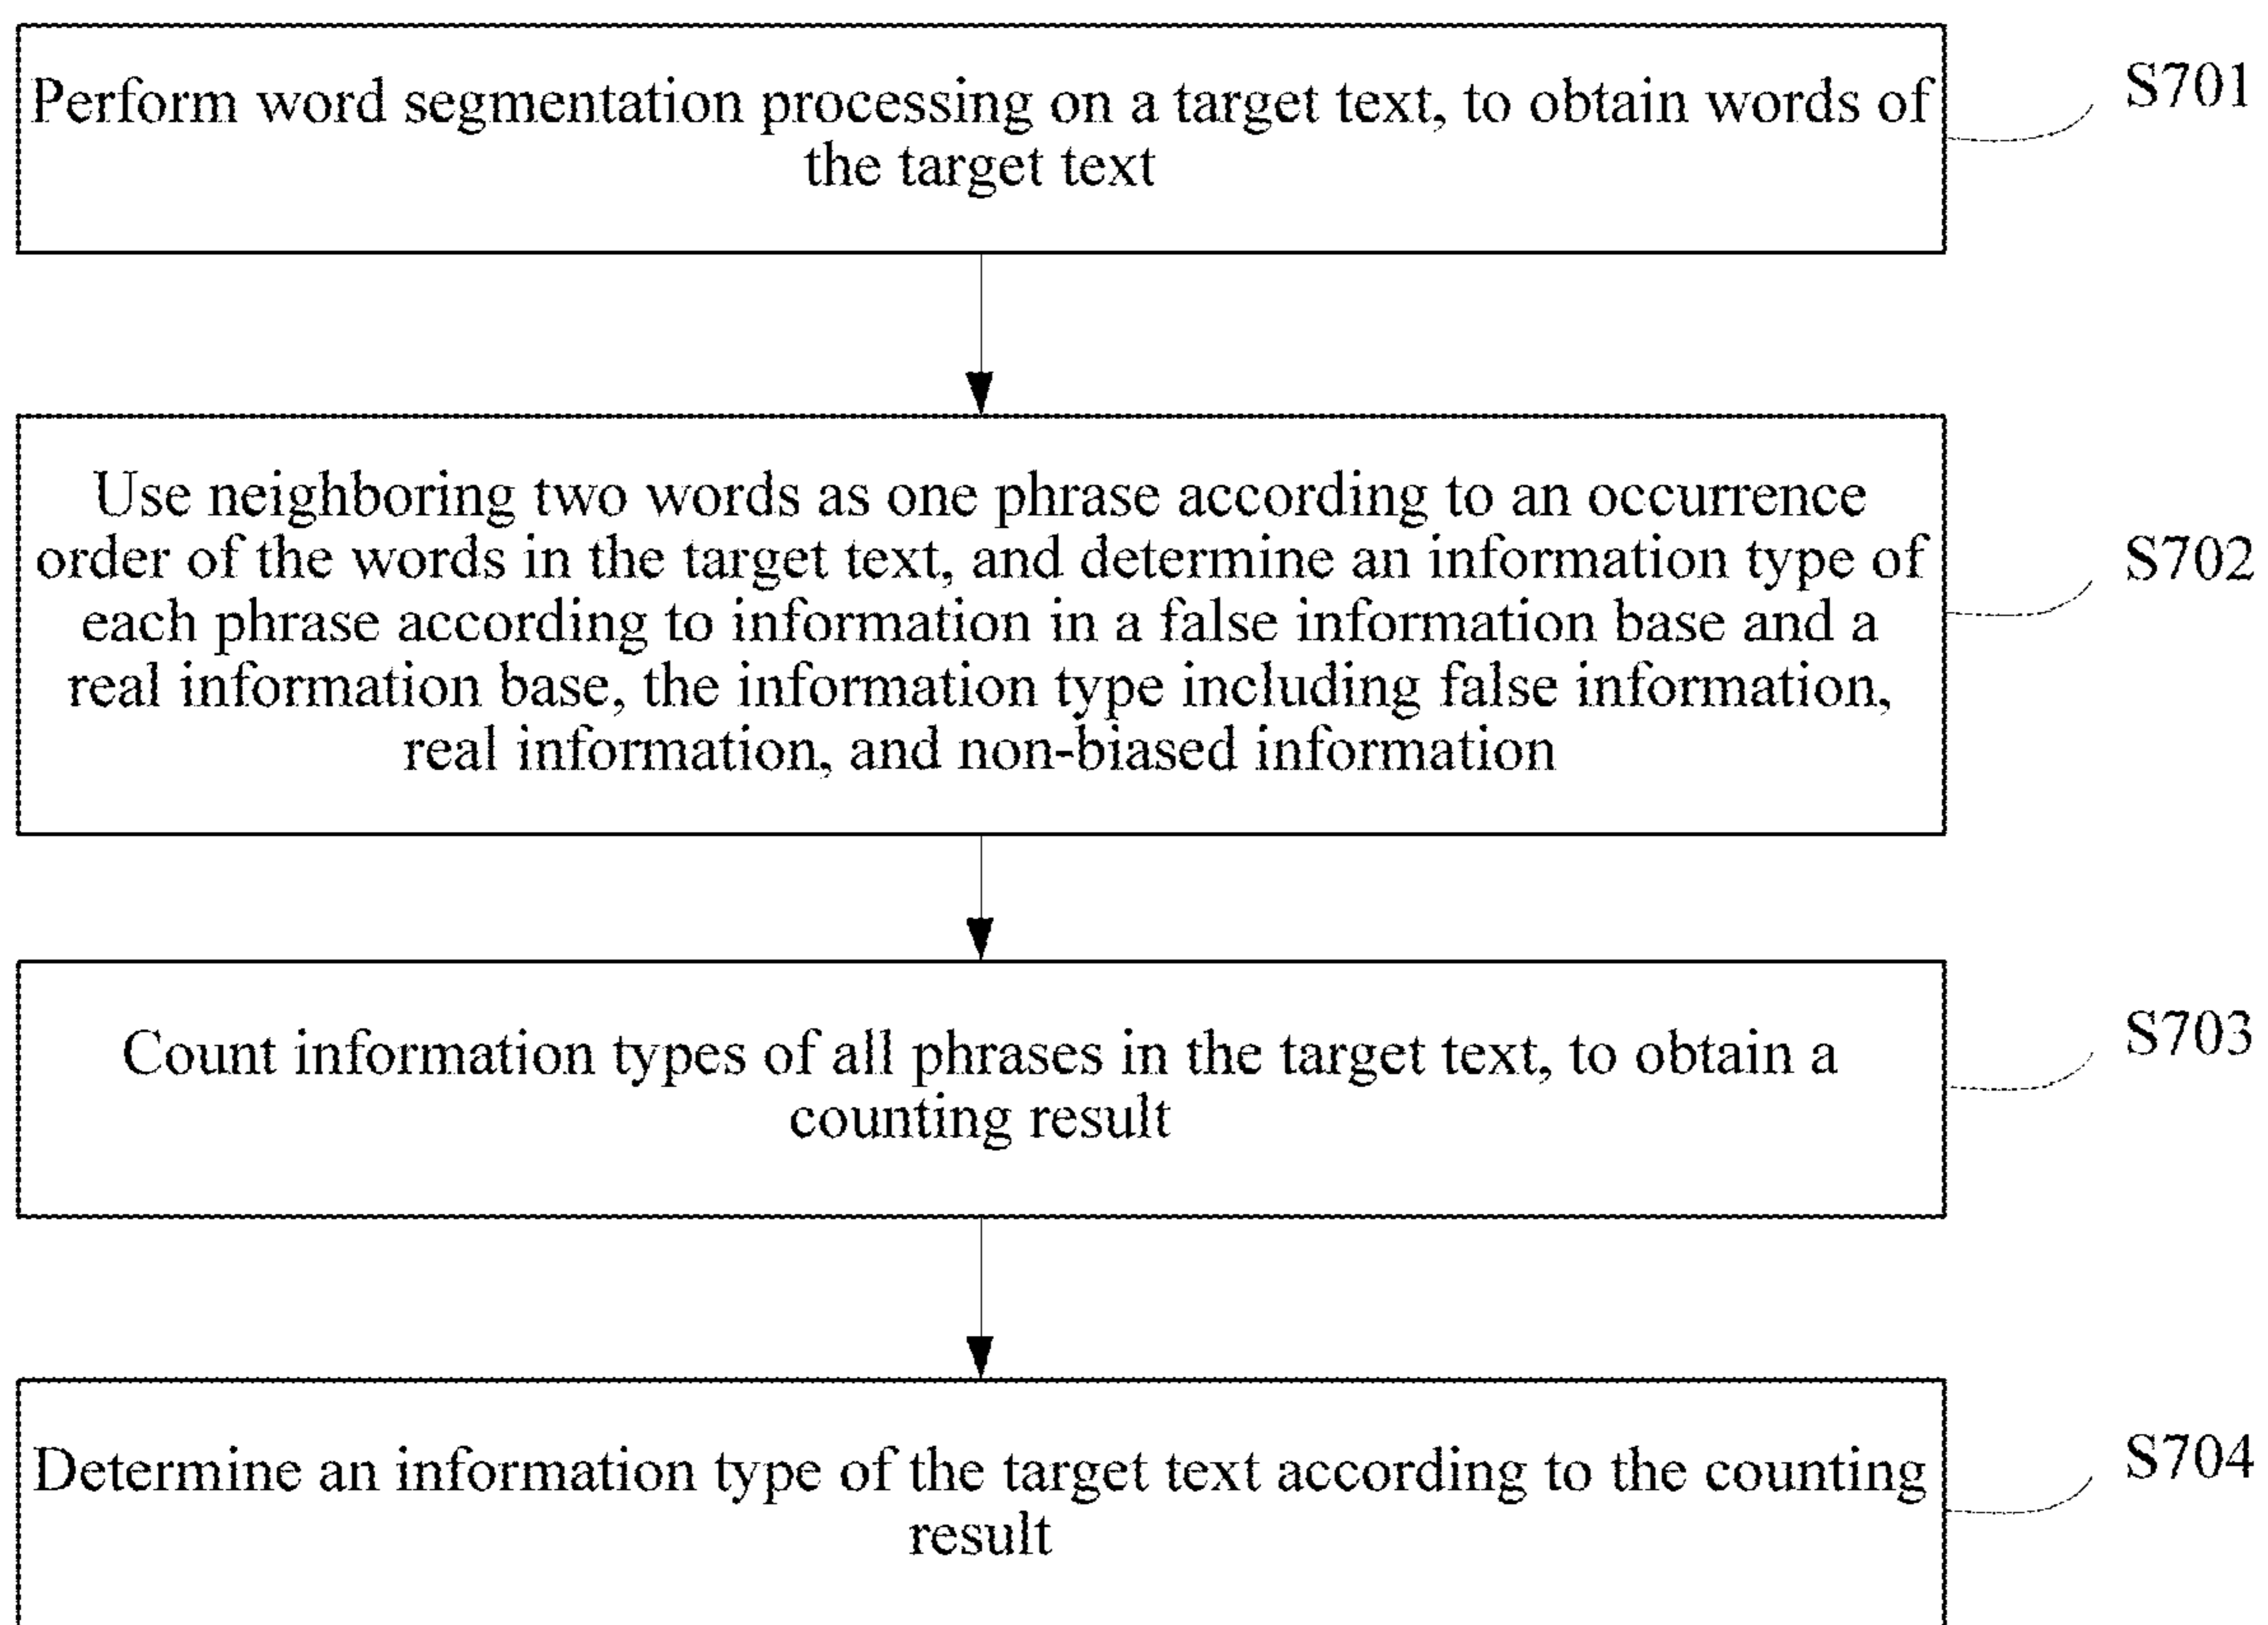 Perform word segmentation processing on a target text, to obtain words of
the target text
S701
Use neighboring two words as one phrase according to an occurrence
order of the words in the target text, and determine an information type of
each phrase according to information in a false information base and a
real information base, the information type including false information,
real information, and non-biased information
S702
Count information types of all phrases in the target text, to obtain a
counting result
S703
Determine an information type of the target text according to the counting
result
S704